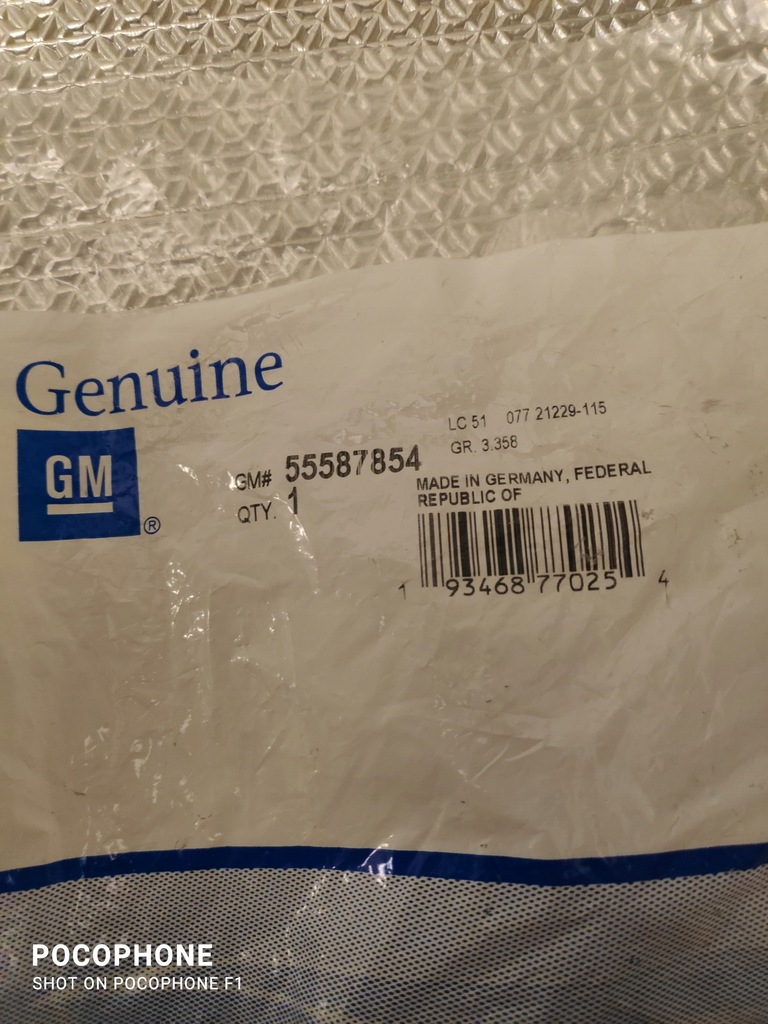 Genuine
GM
®
LC 51 077 21229-115
GR. 3.358
GM# 55587854
QTY. 1
MADE IN GERMANY, FEDERAL
REPUBLIC OF
1 93468 77025 4
POCOPHONE
SHOT ON POCOPHONE F1